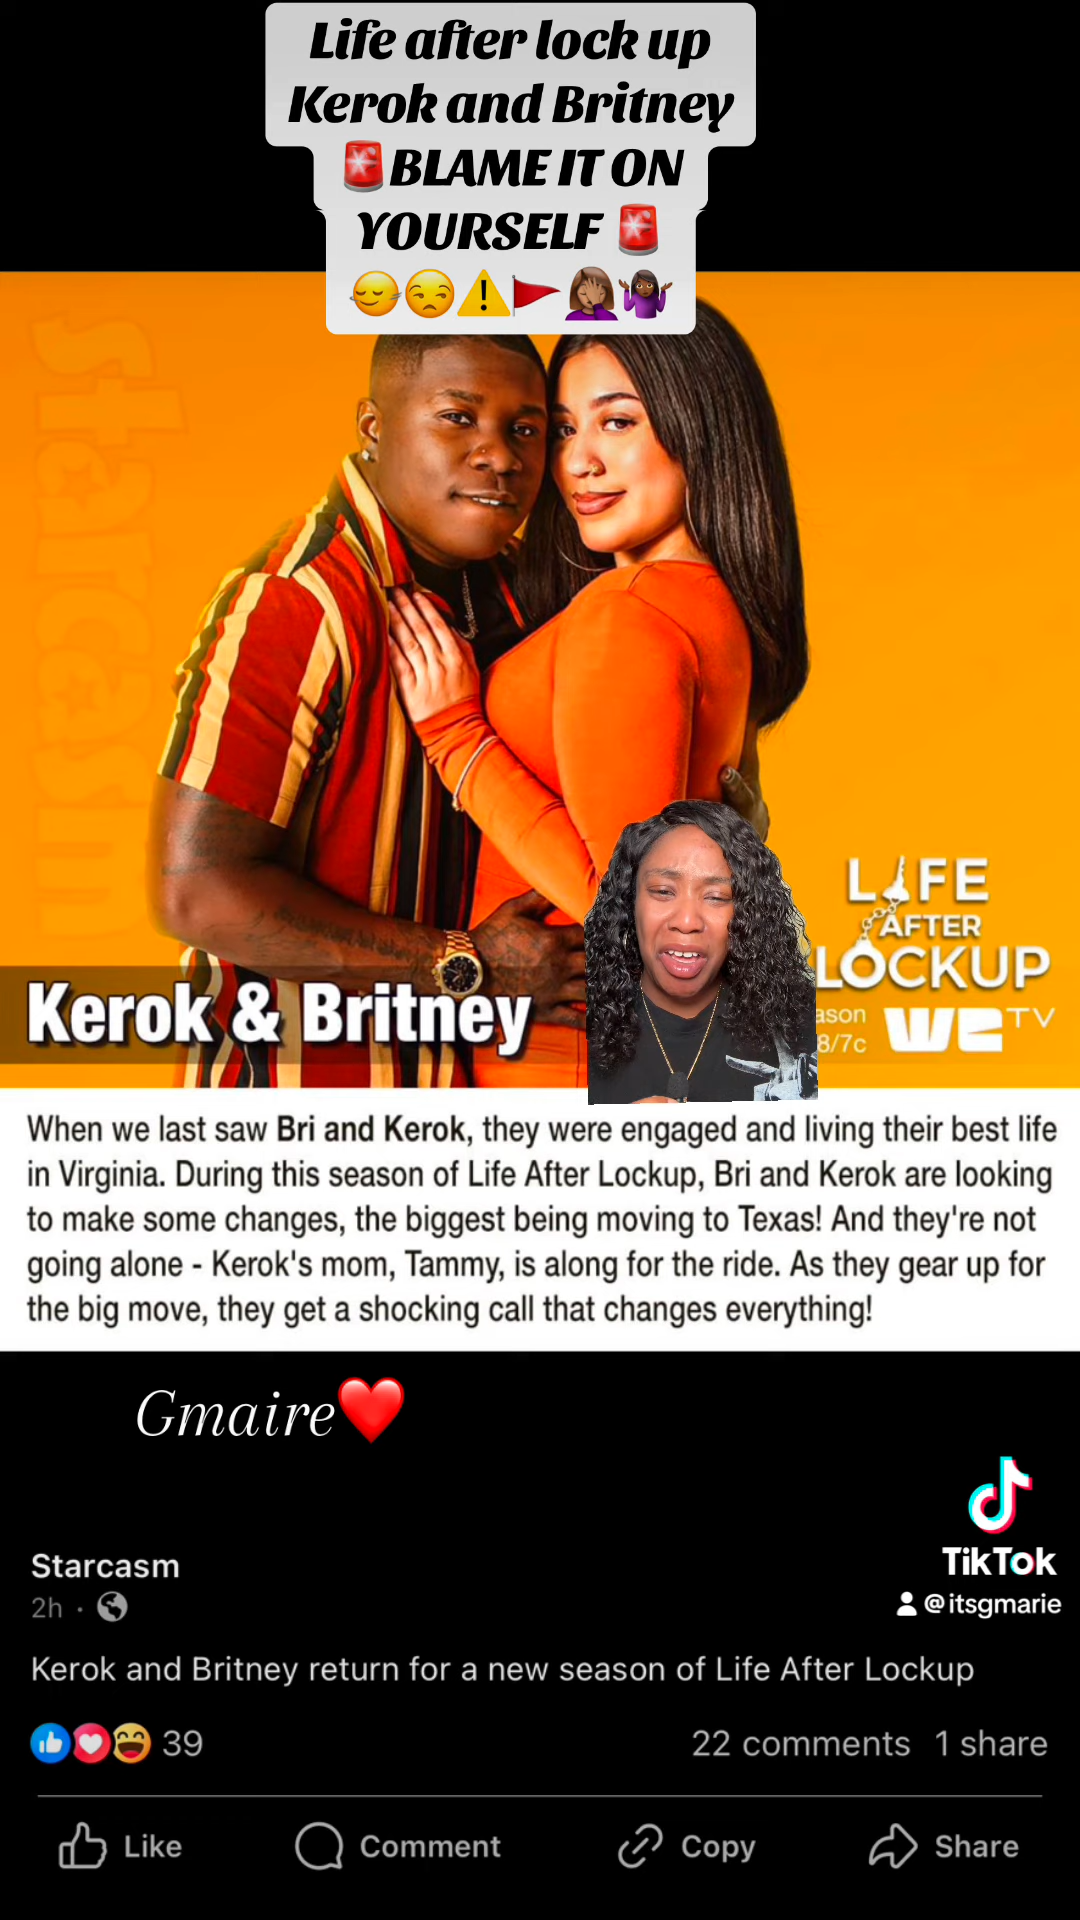 Life after lock up
Kerok and Britney
🚨BLAME IT ON
YOURSELF 🚨
starcasm
LIFE
AFTER
LOCKUP
ason
8/7c
WE TV
Kerok & Britney
When we last saw Bri and Kerok, they were engaged and living their best life
in Virginia. During this season of Life After Lockup, Bri and Kerok are looking
to make some changes, the biggest being moving to Texas! And they're not
going alone - Kerok's mom, Tammy, is along for the ride. As they gear up for
the big move, they get a shocking call that changes everything!
Gmaire❤️
TikTok
@itsgmarie
Starcasm
2h ·
Kerok and Britney return for a new season of Life After Lockup
39
22 comments 1 share
Like Comment Copy Share